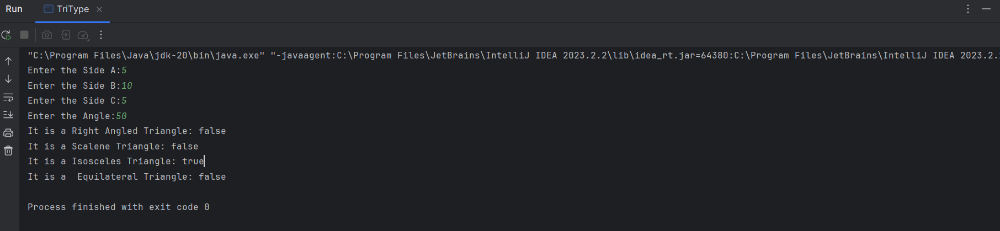 Run TriType
"C:\Program Files\Java\jdk-20\bin\java.exe" "-javaagent:C:\Program Files\JetBrains\IntelliJ IDEA 2023.2.2\lib\idea_rt.jar=64380:C:\Program Files\JetBrains\IntelliJ IDEA 2023.2.
Enter the Side A:5
Enter the Side B:10
Enter the Side C:5
Enter the Angle:50
It is a Right Angled Triangle: false
It is a Scalene Triangle: false
It is a Isosceles Triangle: true
It is a  Equilateral Triangle: false
Process finished with exit code 0